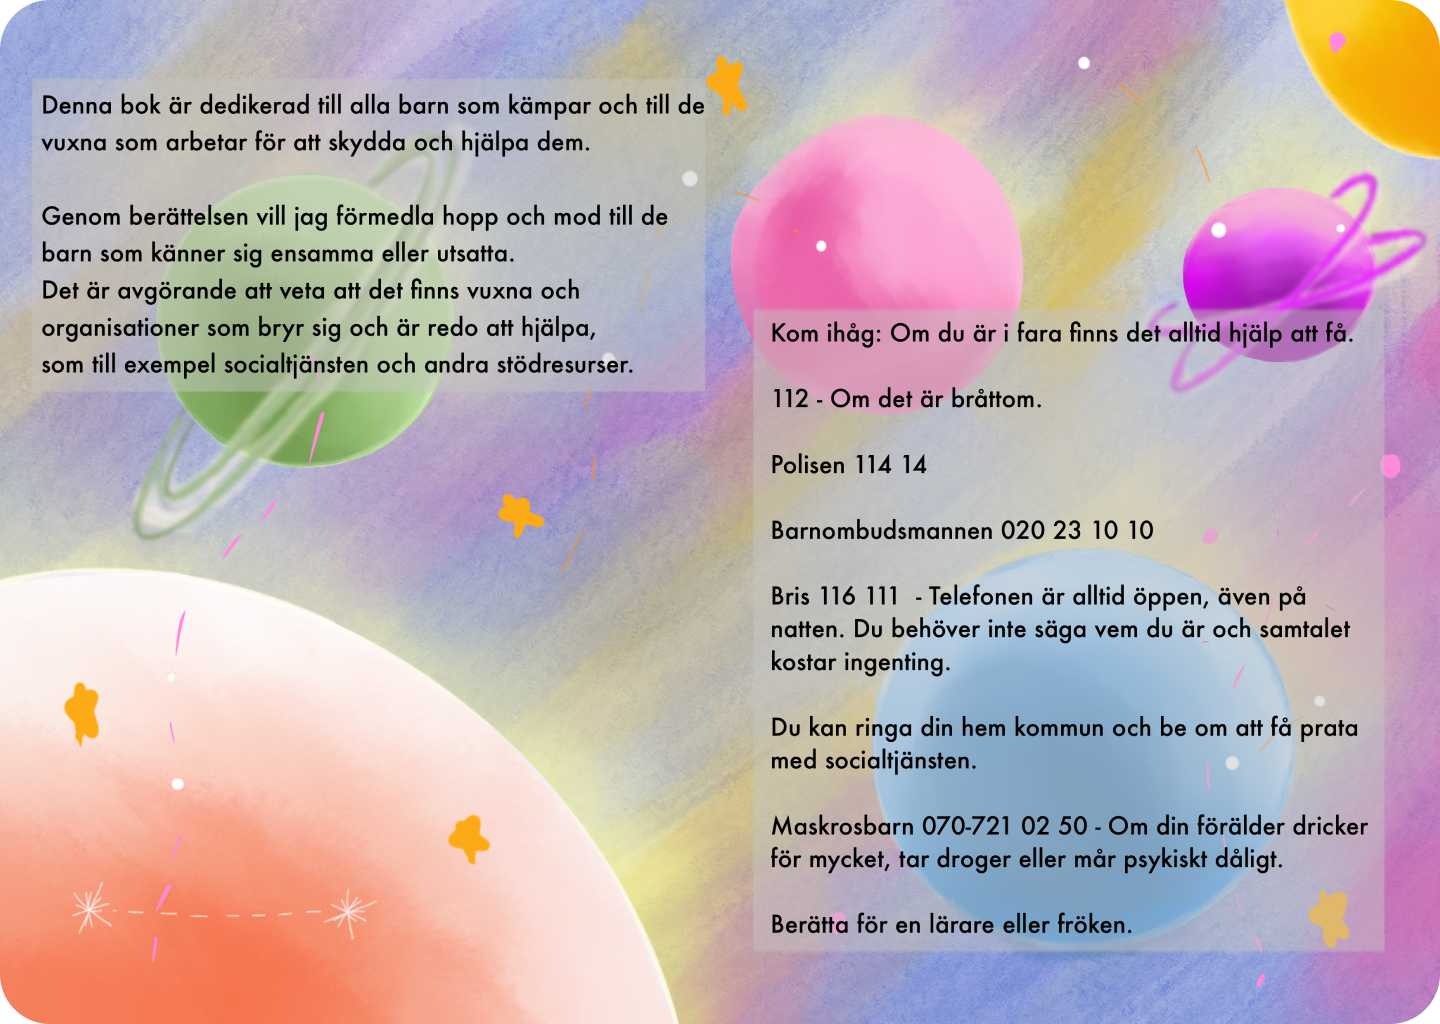 Denna bok är dedikerad till alla barn som kämpar och till de
vuxna som arbetar för att skydda och hjälpa dem.
Genom berättelsen vill jag förmedla hopp och mod till de
barn som känner sig ensamma eller utsatta.
Det är avgörande att veta att det finns vuxna och
organisationer som bryr sig och är redo att hjälpa,
som till exempel socialtjänsten och andra stödresurser.
Kom ihåg: Om du är i fara finns det alltid hjälp att få.
112 - Om det är bråttom.
Polisen 114 14
Barnombudsmannen 020 23 10 10
Bris 116 111 - Telefonen är alltid öppen, även på
natten. Du behöver inte säga vem du är och samtalet
kostar ingenting.
Du kan ringa din hem kommun och be om att få prata
med socialtjänsten.
Maskrosbarn 070-721 02 50 - Om din förälder dricker
för mycket, tar droger eller mår psykiskt dåligt.
Berätta för en lärare eller fröken.